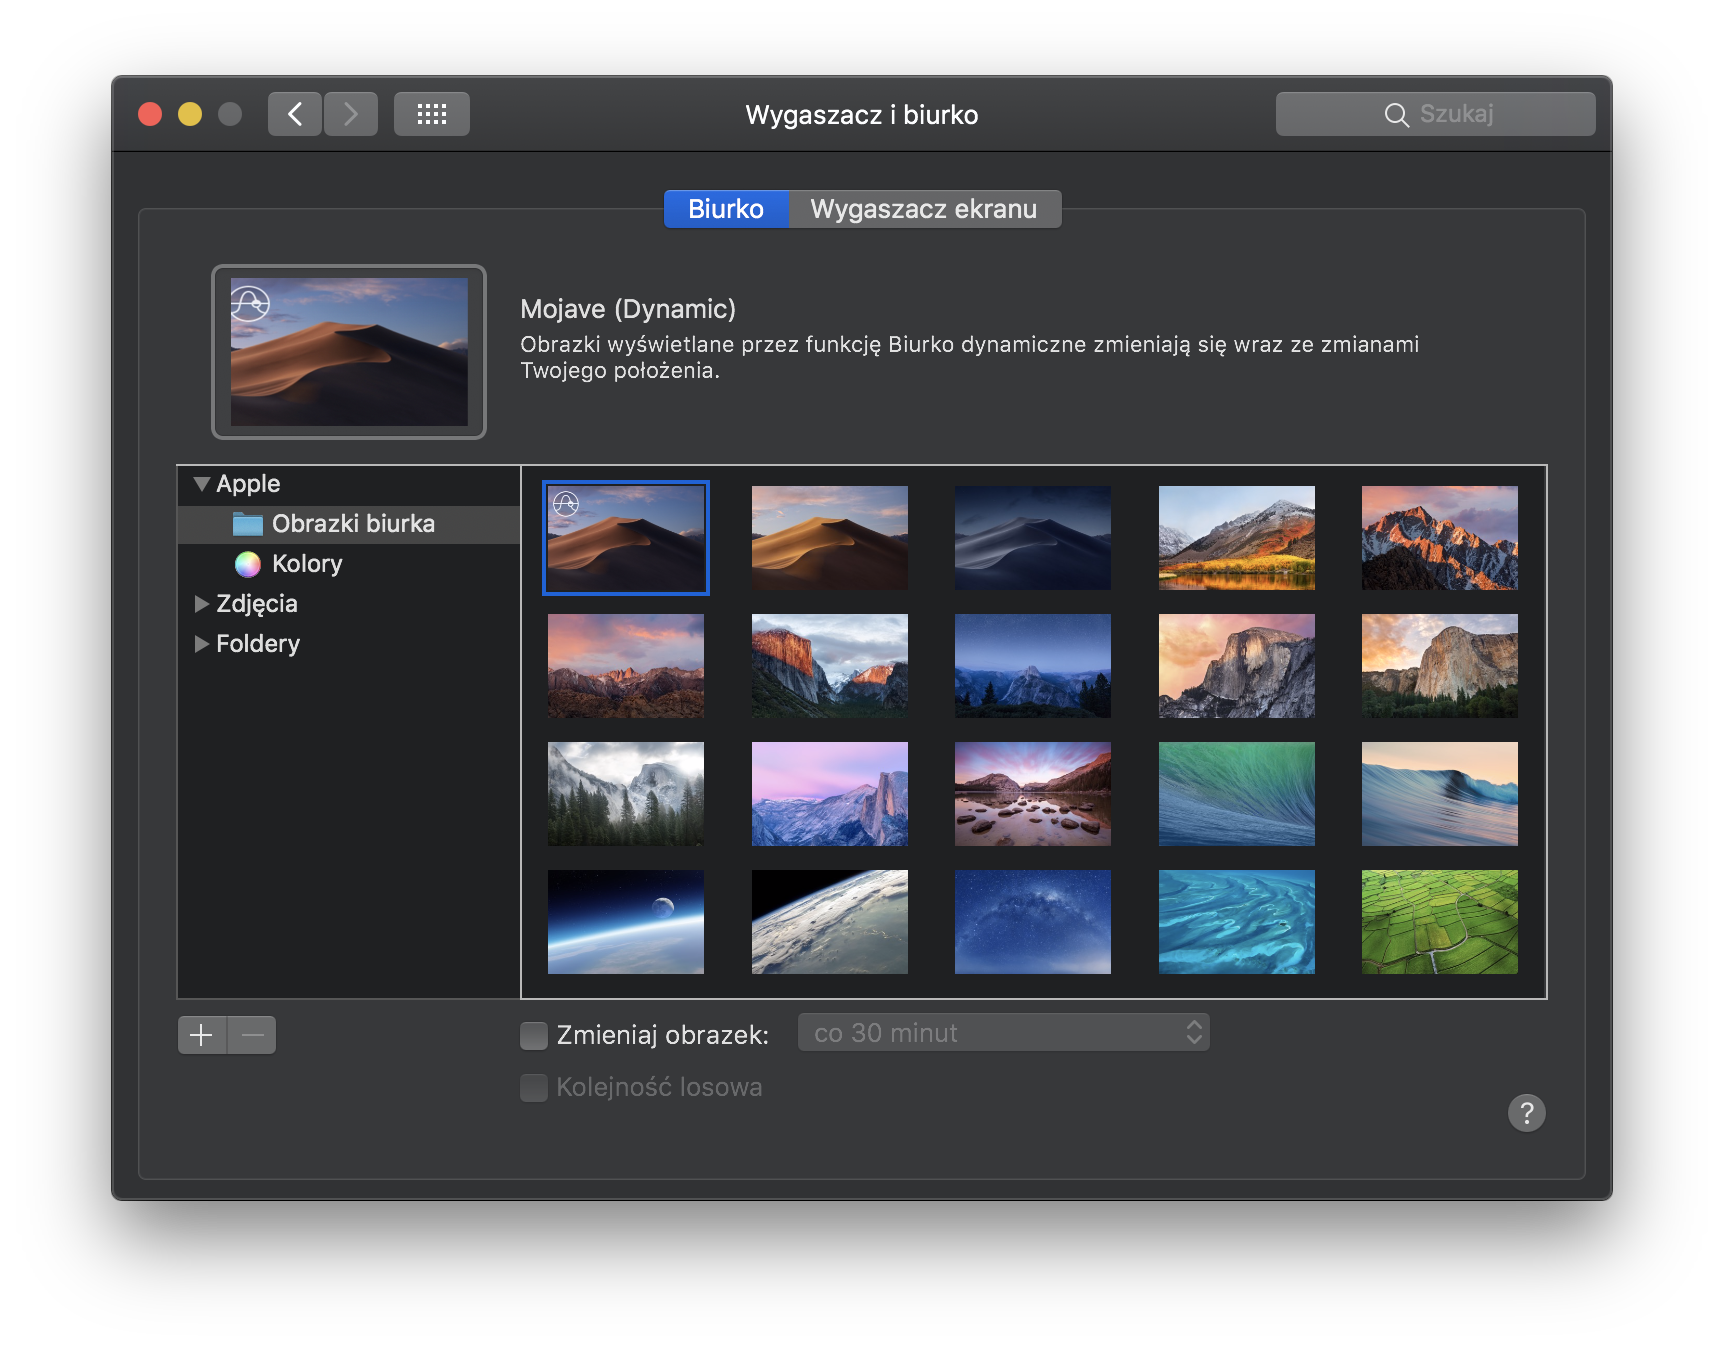 Wygaszacz i biurko
Szukaj
Biurko
Wygaszacz ekranu
Mojave (Dynamic)
Obrazki wyświetlane przez funkcję Biurko dynamiczne zmieniają się wraz ze zmianami
Twojego położenia.
Apple
Obrazki biurka
Kolory
Zdjęcia
Foldery
Zmieniaj obrazek:
co 30 minut
Kolejność losowa
?